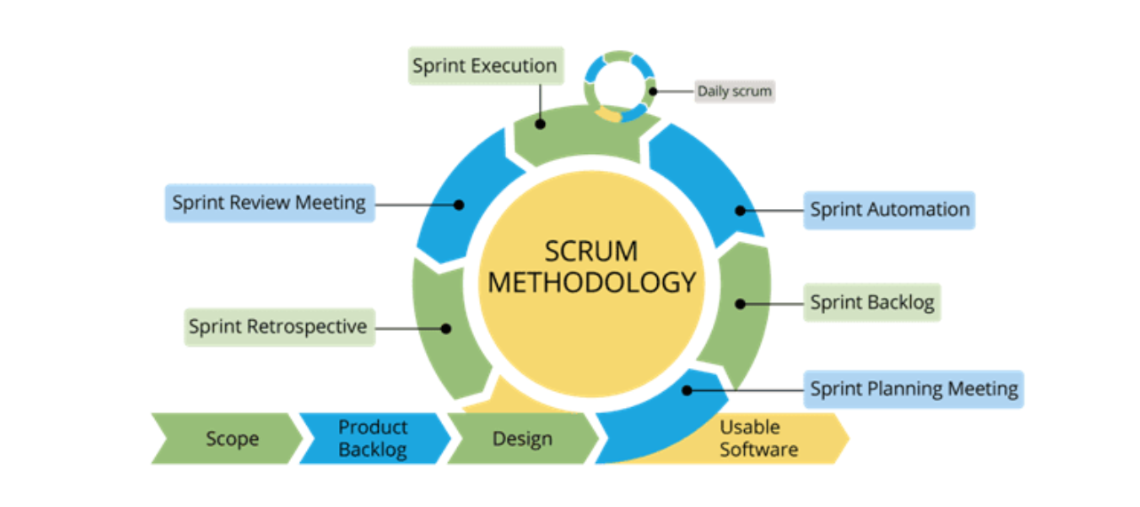 Sprint Execution
Daily scrum
Sprint Review Meeting
Sprint Automation
SCRUM
METHODOLOGY
Sprint Backlog
Sprint Retrospective
Sprint Planning Meeting
Scope
Product
Backlog
Design
Usable
Software